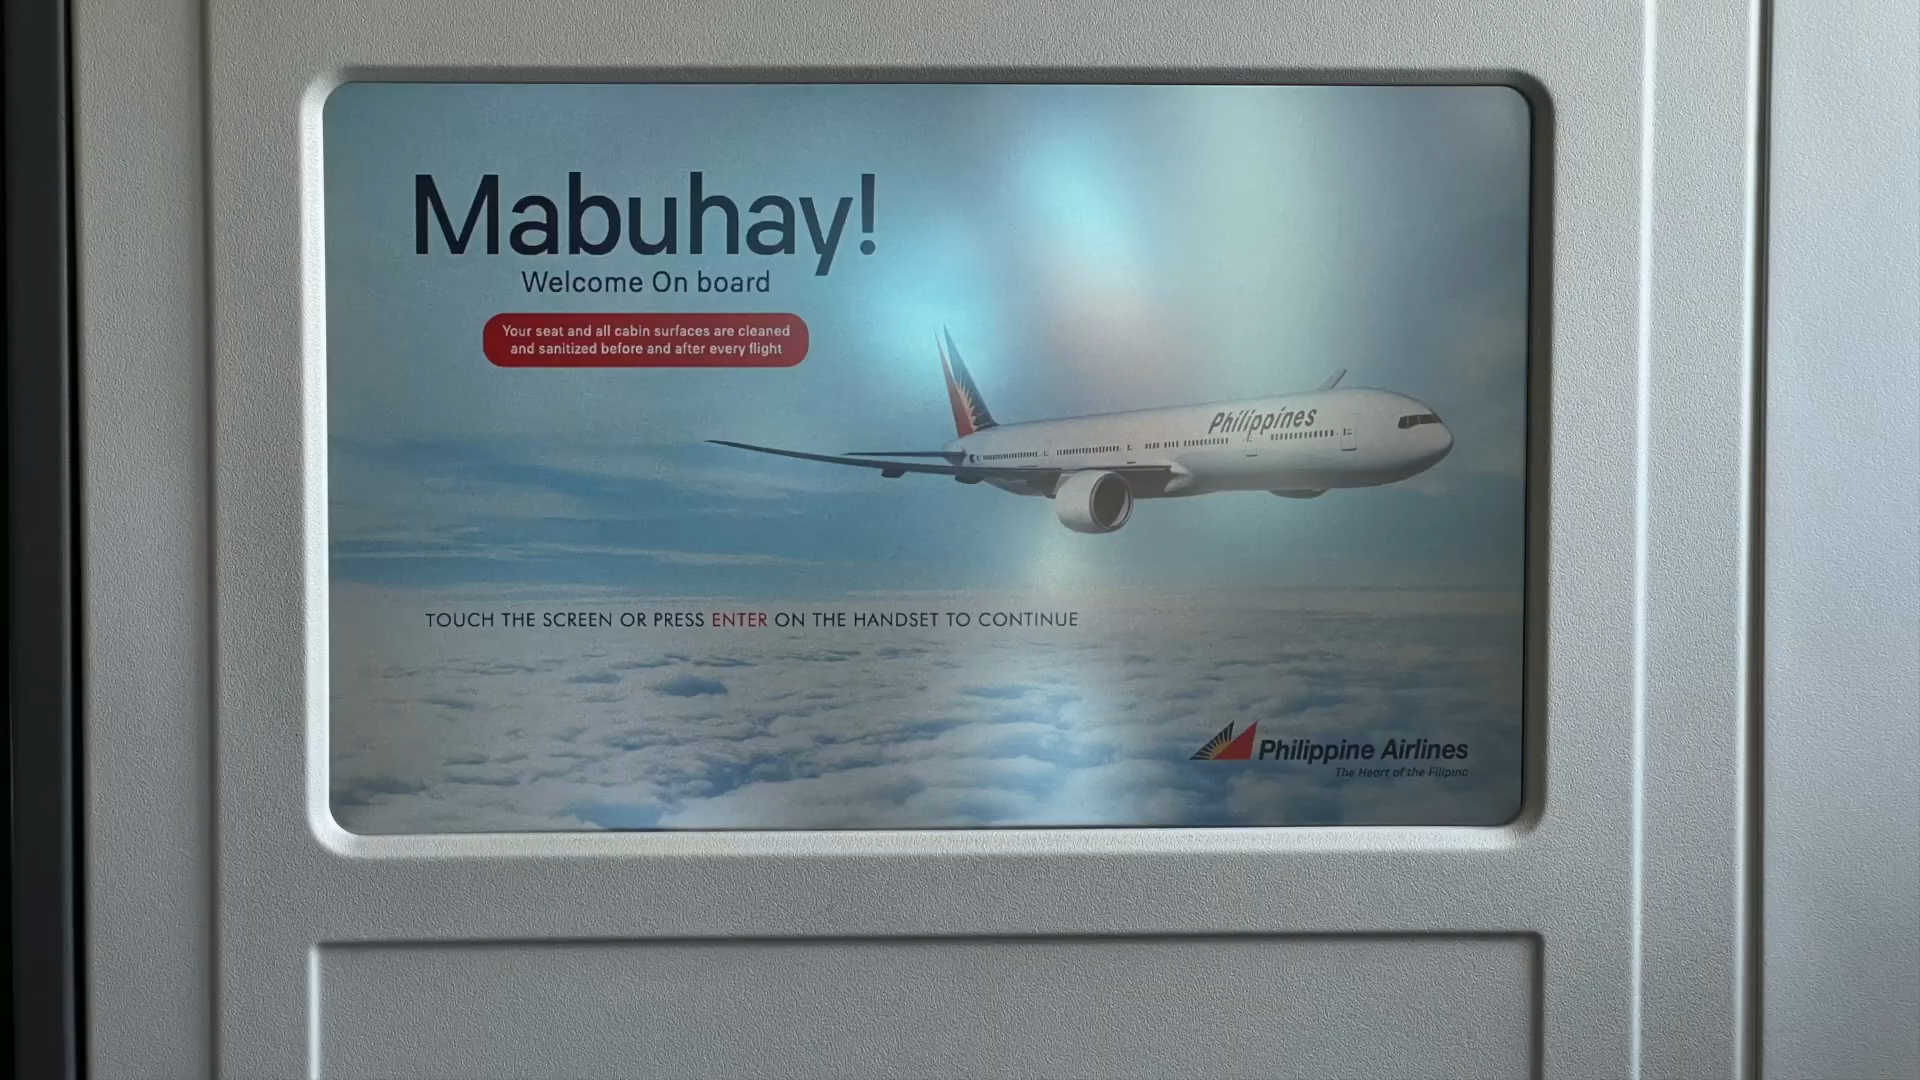 Mabuhay!
Welcome On board
Your seat and all cabin surfaces are cleaned
and sanitized before and after every flight
Philippines
TOUCH THE SCREEN OR PRESS ENTER ON THE HANDSET TO CONTINUE
Philippine Airlines
The Heart of the Filipino